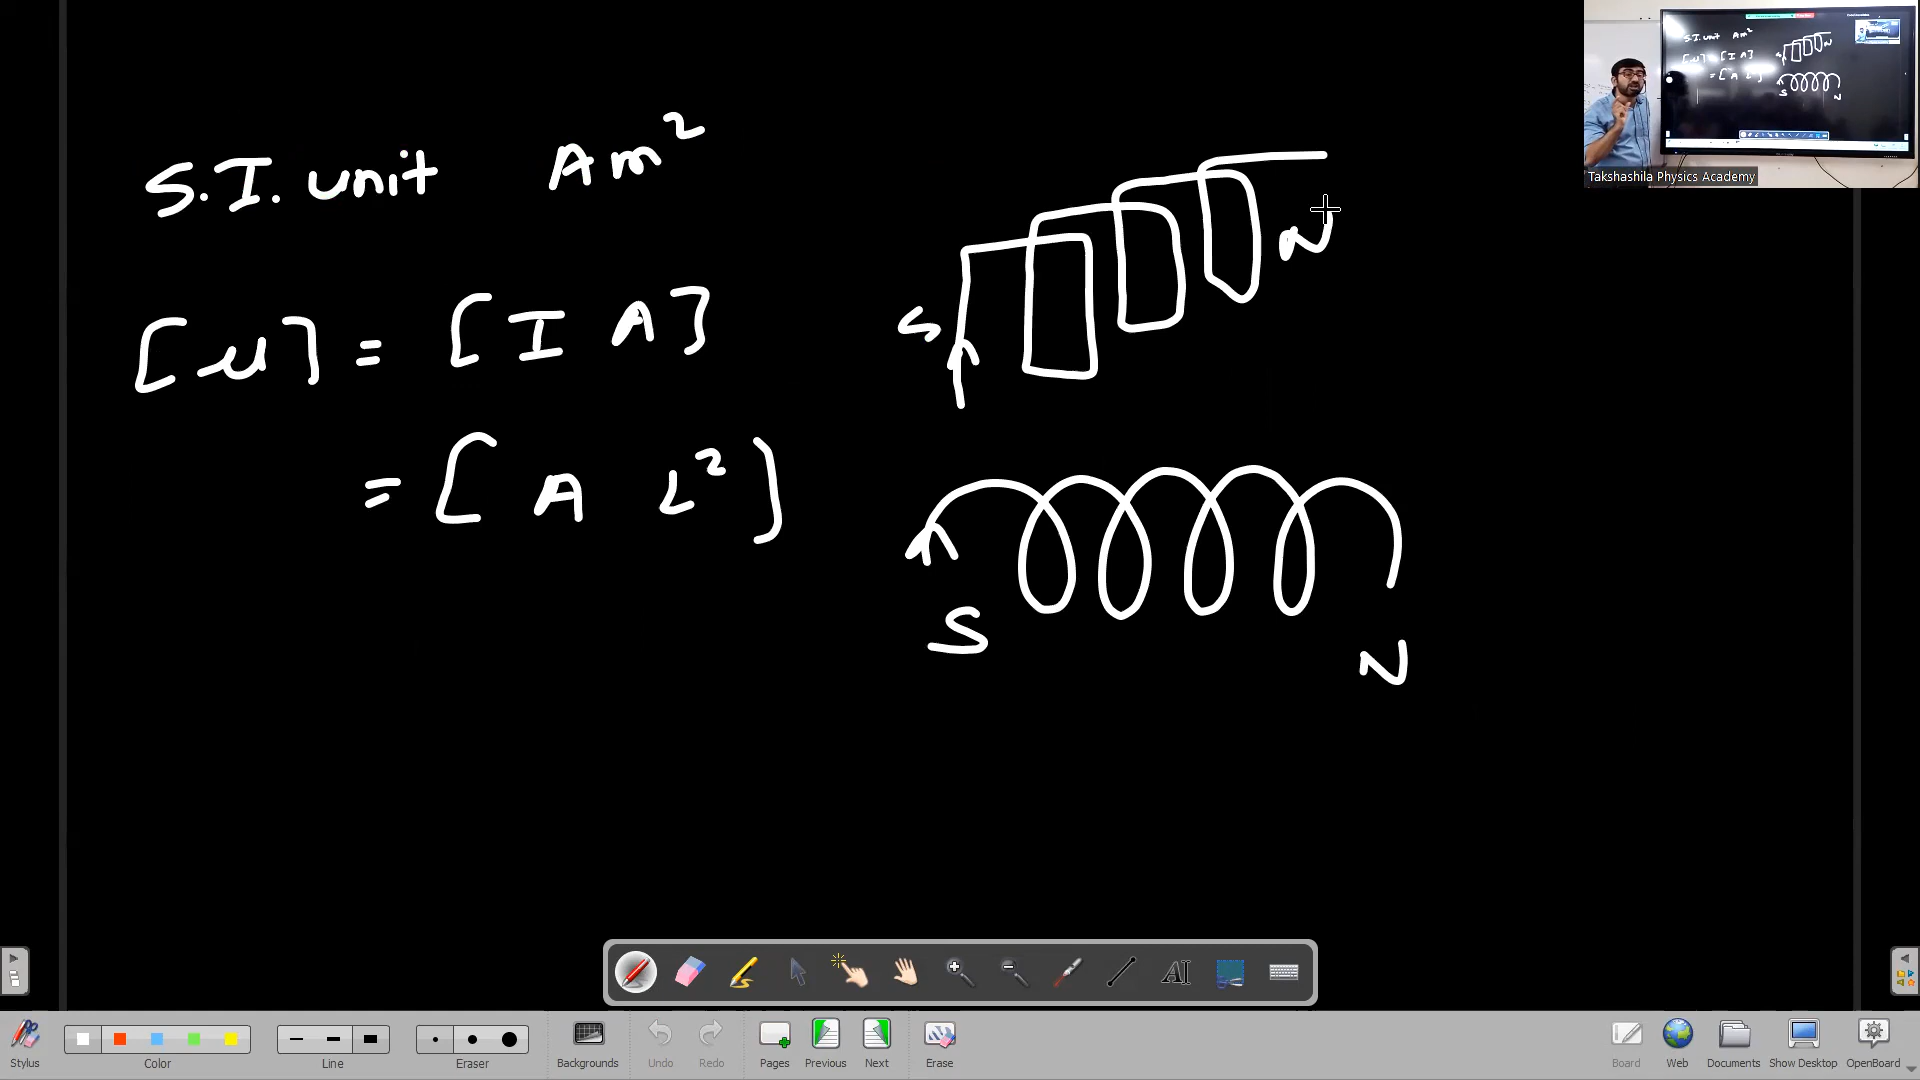 S.I. unit Am²
[μ] = [I A]
= [A L²]
S
N
S
N
Takshashila Physics Academy
AI
Stylus
Color
Line
Eraser
Backgrounds
Undo
Redo
Pages
Previous
Next
Erase
Board
Web
Documents
Show Desktop
OpenBoard